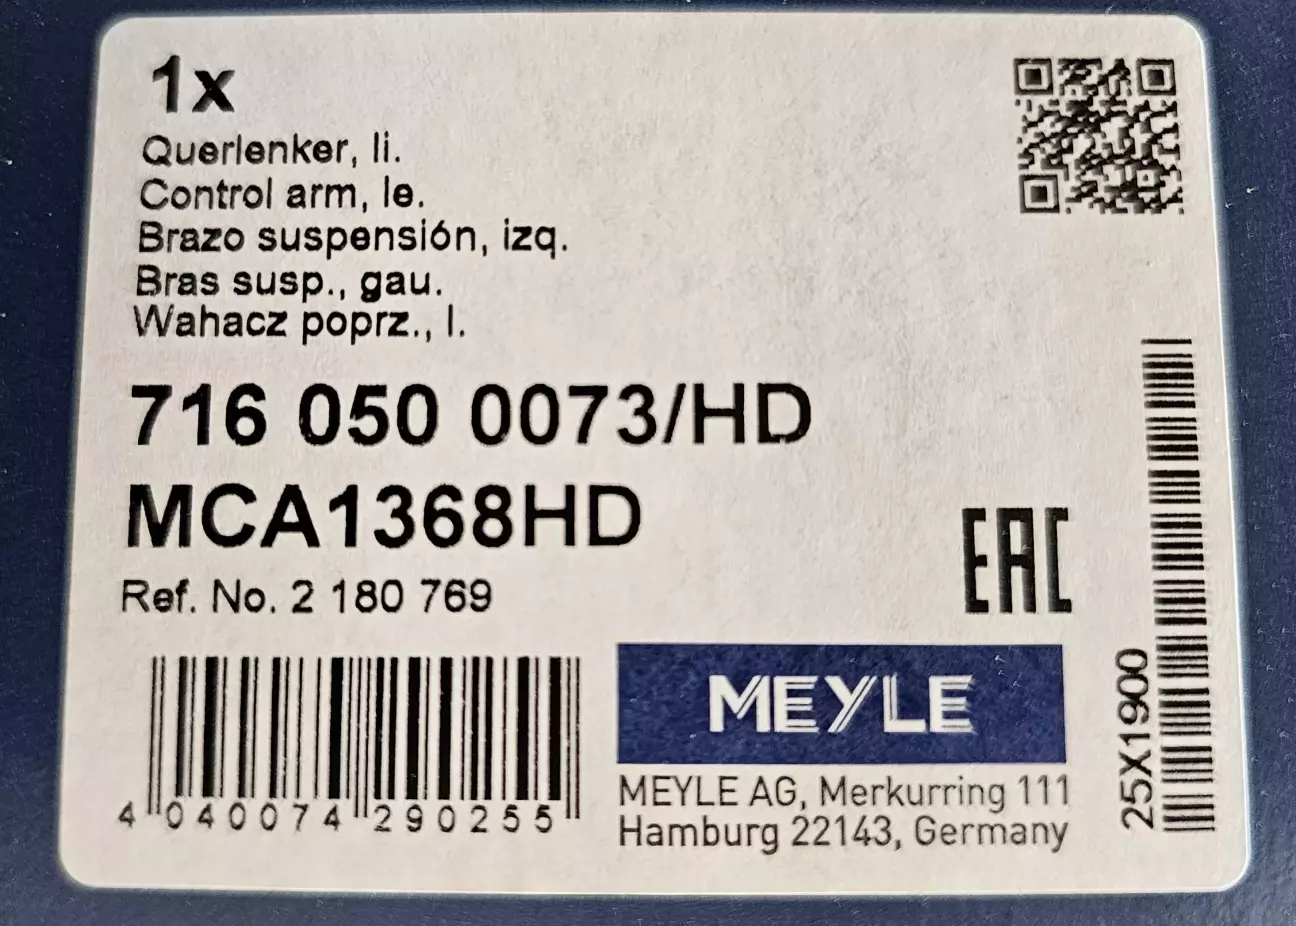 1x
Querlenker, li.
Control arm, le.
Brazo suspensión, izq.
Bras susp., gau.
Wahacz poprz., l.
716 050 0073/HD
MCA1368HD
Ref. No. 2 180 769
EAC
4 040074 290255
MEYLE
MEYLE AG, Merkurring 111
Hamburg 22143, Germany
25X1900